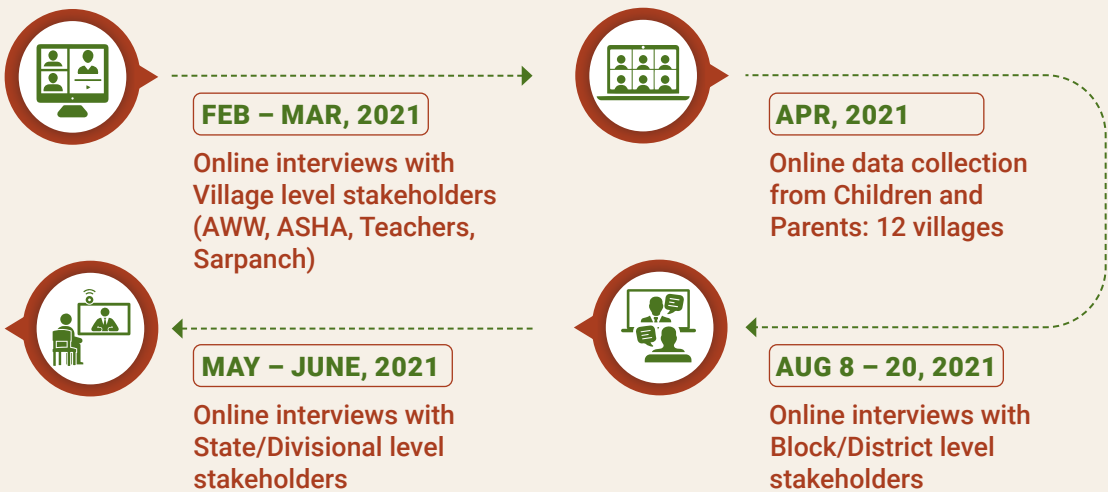 FEB – MAR, 2021
Online interviews with
Village level stakeholders
(AWW, ASHA, Teachers,
Sarpanch)
APR, 2021
Online data collection
from Children and
Parents: 12 villages
AUG 8 – 20, 2021
Online interviews with
Block/District level
stakeholders
MAY – JUNE, 2021
Online interviews with
State/Divisional level
stakeholders